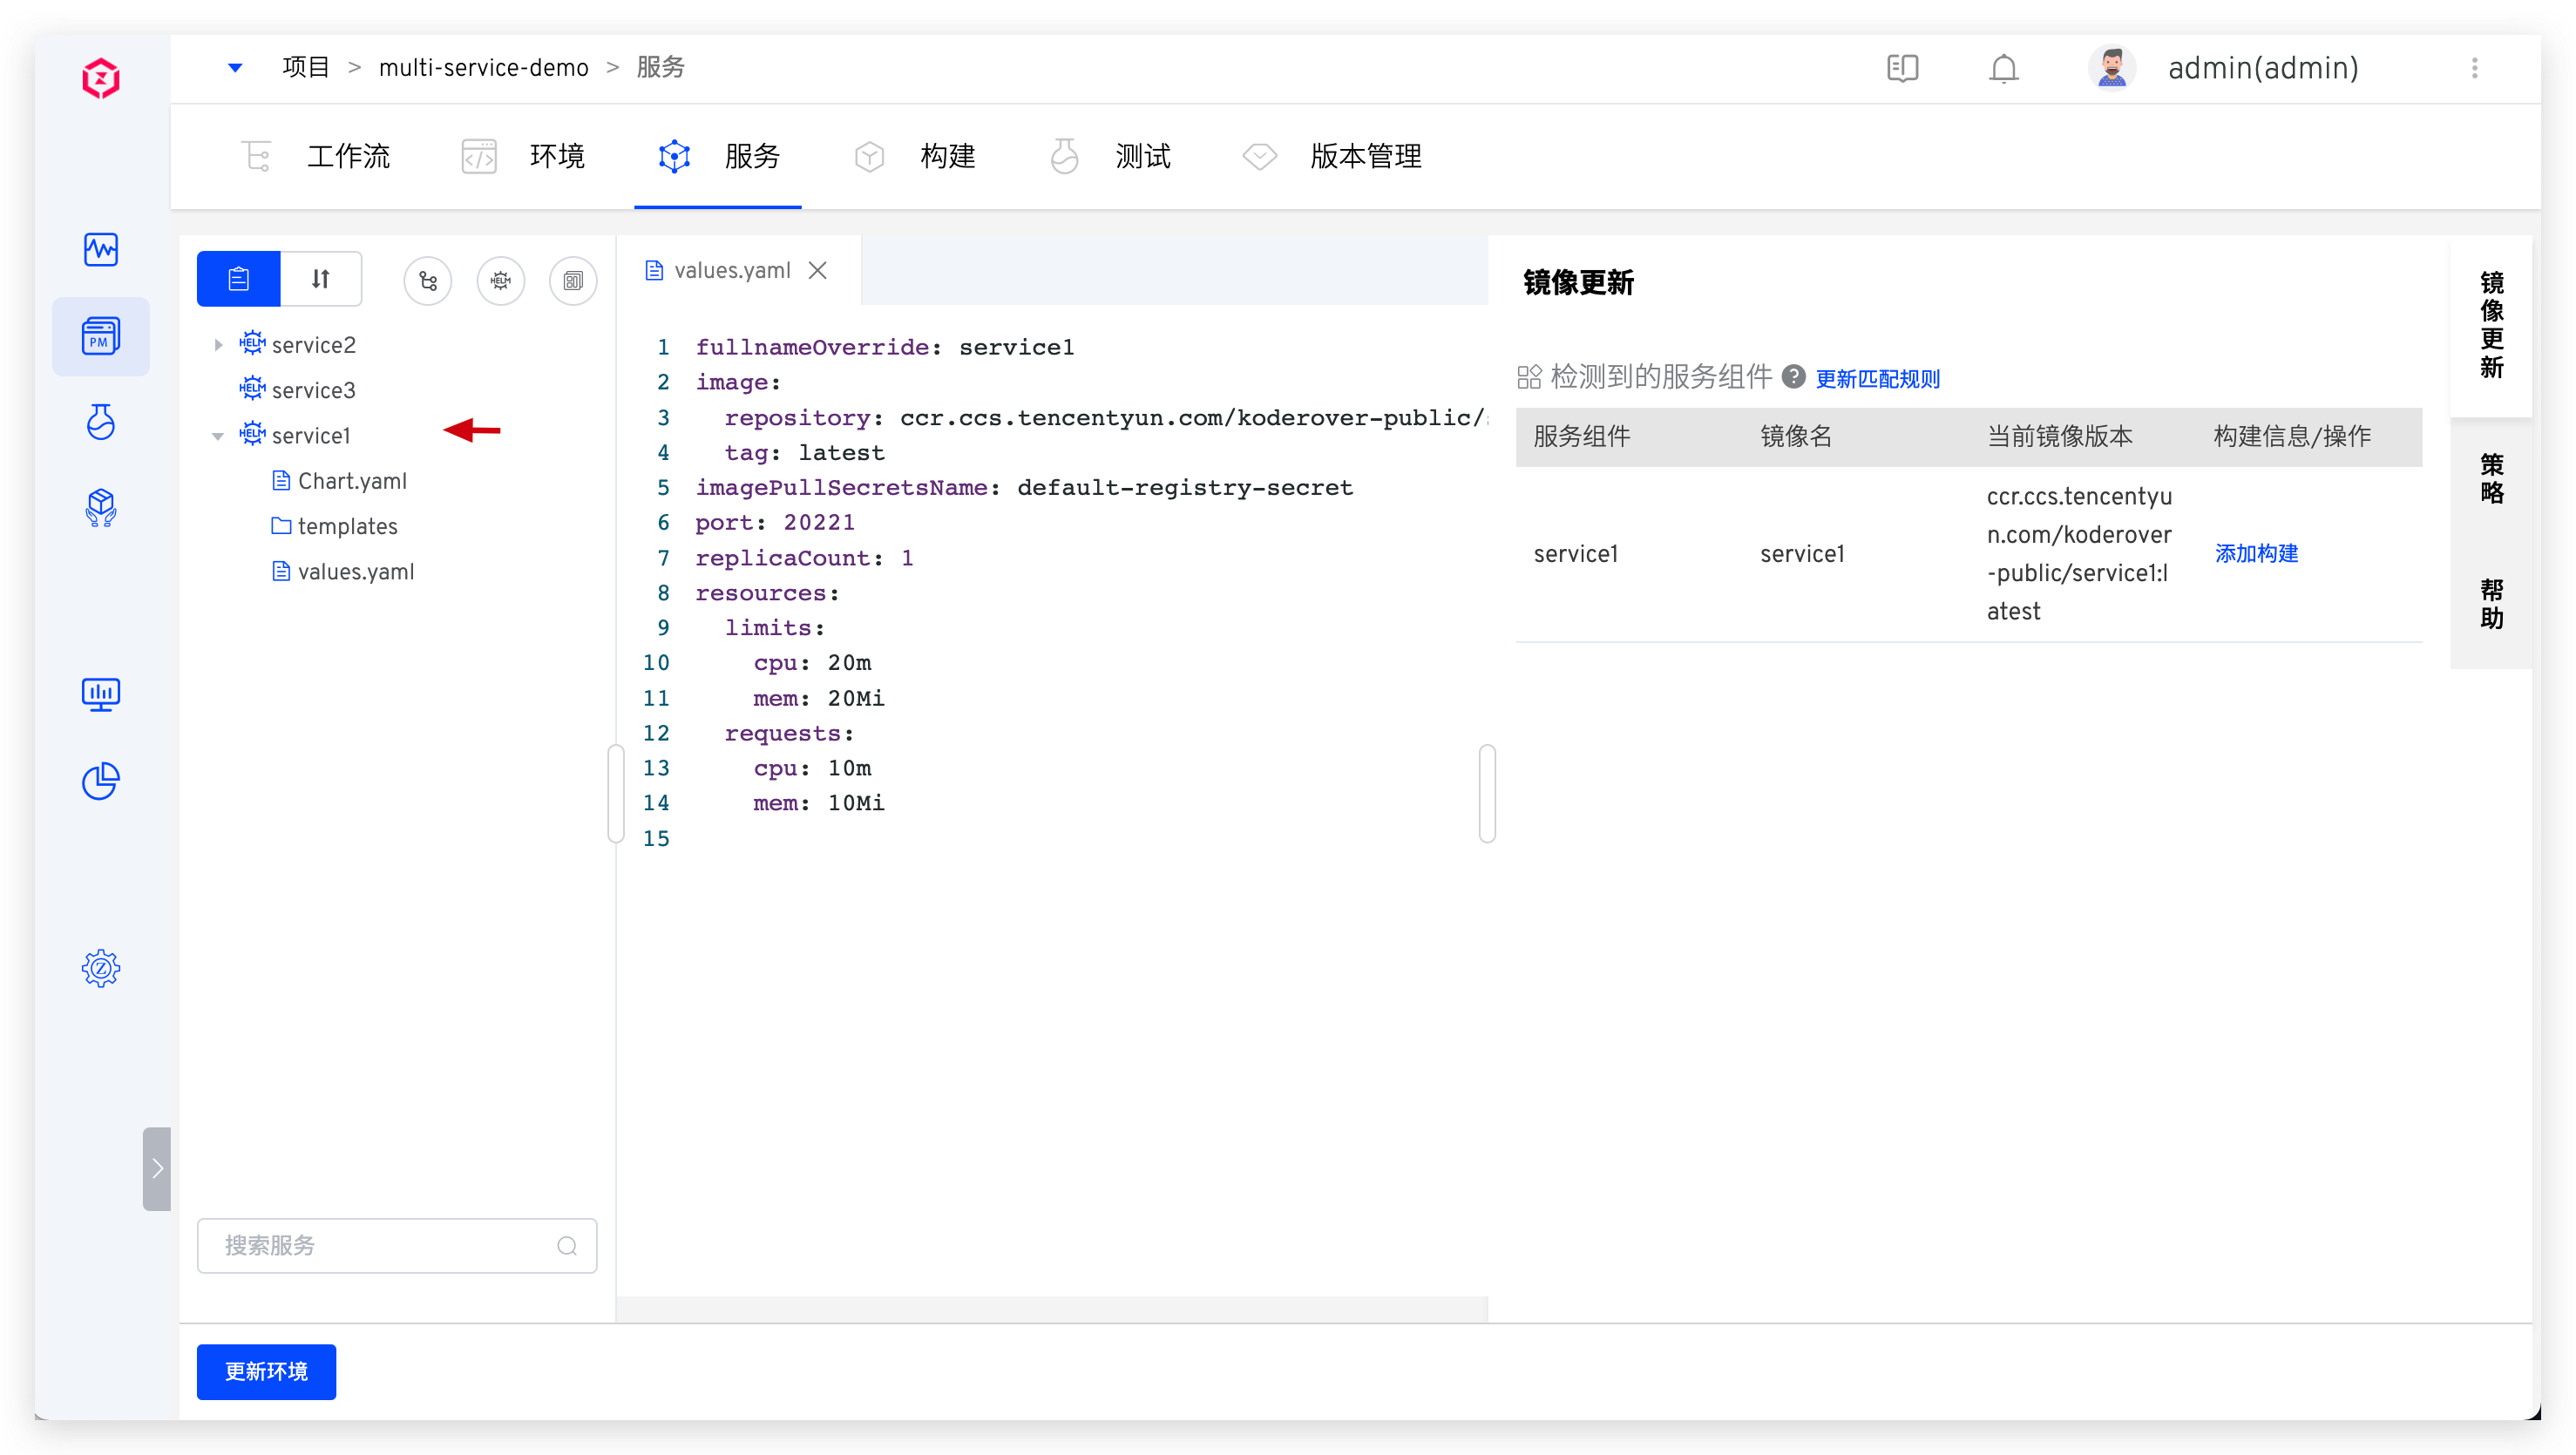 项目 > multi-service-demo > 服务
admin(admin)
工作流 环境 服务 构建 测试 版本管理
PM
HELM
HELM service2
HELM service3
HELM service1
Chart.yaml
templates
values.yaml
搜索服务
更新环境
values.yaml
1 fullnameOverride: service1
2 image:
3 repository: ccr.ccs.tencentyun.com/koderover-public/
4 tag: latest
5 imagePullSecretsName: default-registry-secret
6 port: 20221
7 replicaCount: 1
8 resources:
9 limits:
10 cpu: 20m
11 mem: 20Mi
12 requests:
13 cpu: 10m
14 mem: 10Mi
15
镜像更新
检测到的服务组件 ? 更新匹配规则
服务组件 镜像名 当前镜像版本 构建信息/操作
service1 service1 ccr.ccs.tencentyu
n.com/koderover
-public/service1:l
atest
添加构建
镜像更新
策略
帮助